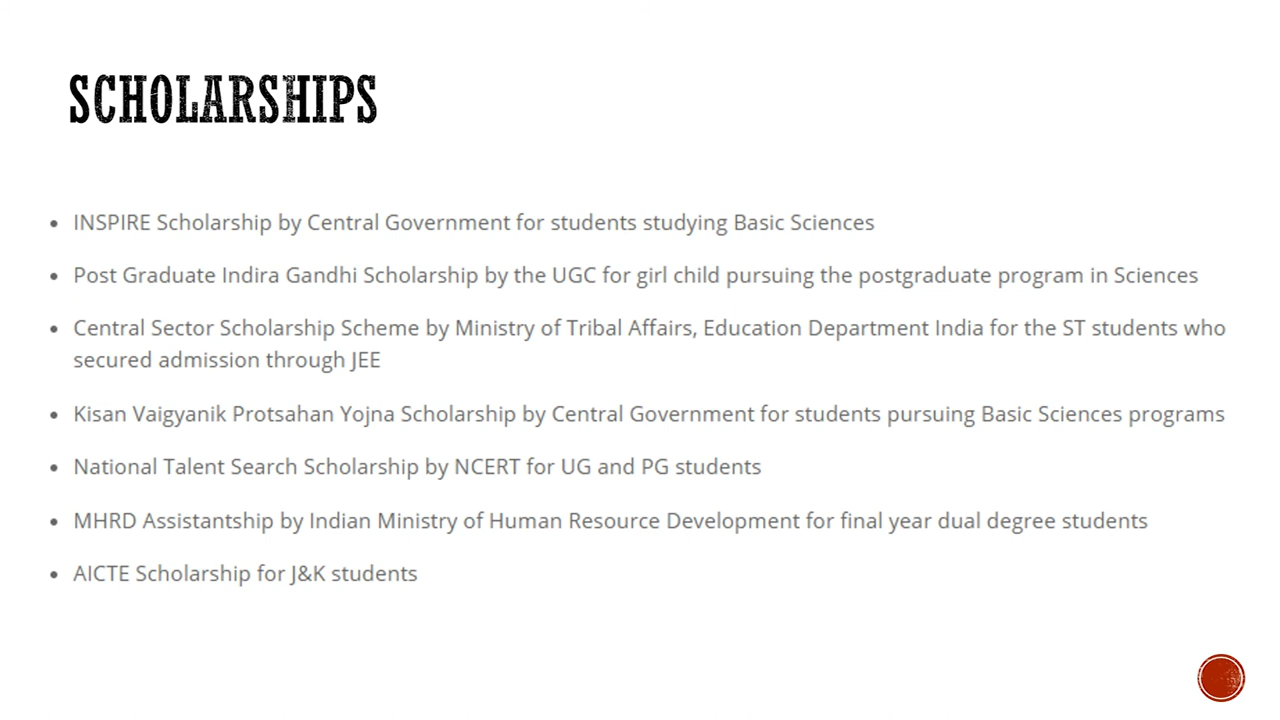 SCHOLARSHIPS
• INSPIRE Scholarship by Central Government for students studying Basic Sciences
• Post Graduate Indira Gandhi Scholarship by the UGC for girl child pursuing the postgraduate program in Sciences
• Central Sector Scholarship Scheme by Ministry of Tribal Affairs, Education Department India for the ST students who
secured admission through JEE
• Kisan Vaigyanik Protsahan Yojna Scholarship by Central Government for students pursuing Basic Sciences programs
• National Talent Search Scholarship by NCERT for UG and PG students
• MHRD Assistantship by Indian Ministry of Human Resource Development for final year dual degree students
• AICTE Scholarship for J&K students